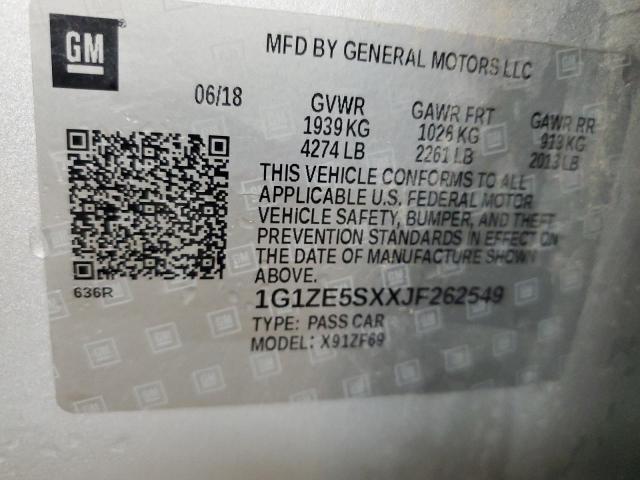 GM
MFD BY GENERAL MOTORS LLC
06/18 GVWR GAWR FRT GAWR RR
1939 KG 1026 KG 913 KG
4274 LB 2261 LB 2013 LB
THIS VEHICLE CONFORMS TO ALL
APPLICABLE U.S. FEDERAL MOTOR
VEHICLE SAFETY, BUMPER, AND THEFT
PREVENTION STANDARDS IN EFFECT ON
THE DATE OF MANUFACTURE SHOWN
ABOVE.
636R
1G1ZE5SXXJF262549
TYPE: PASS CAR
MODEL: X91ZF69